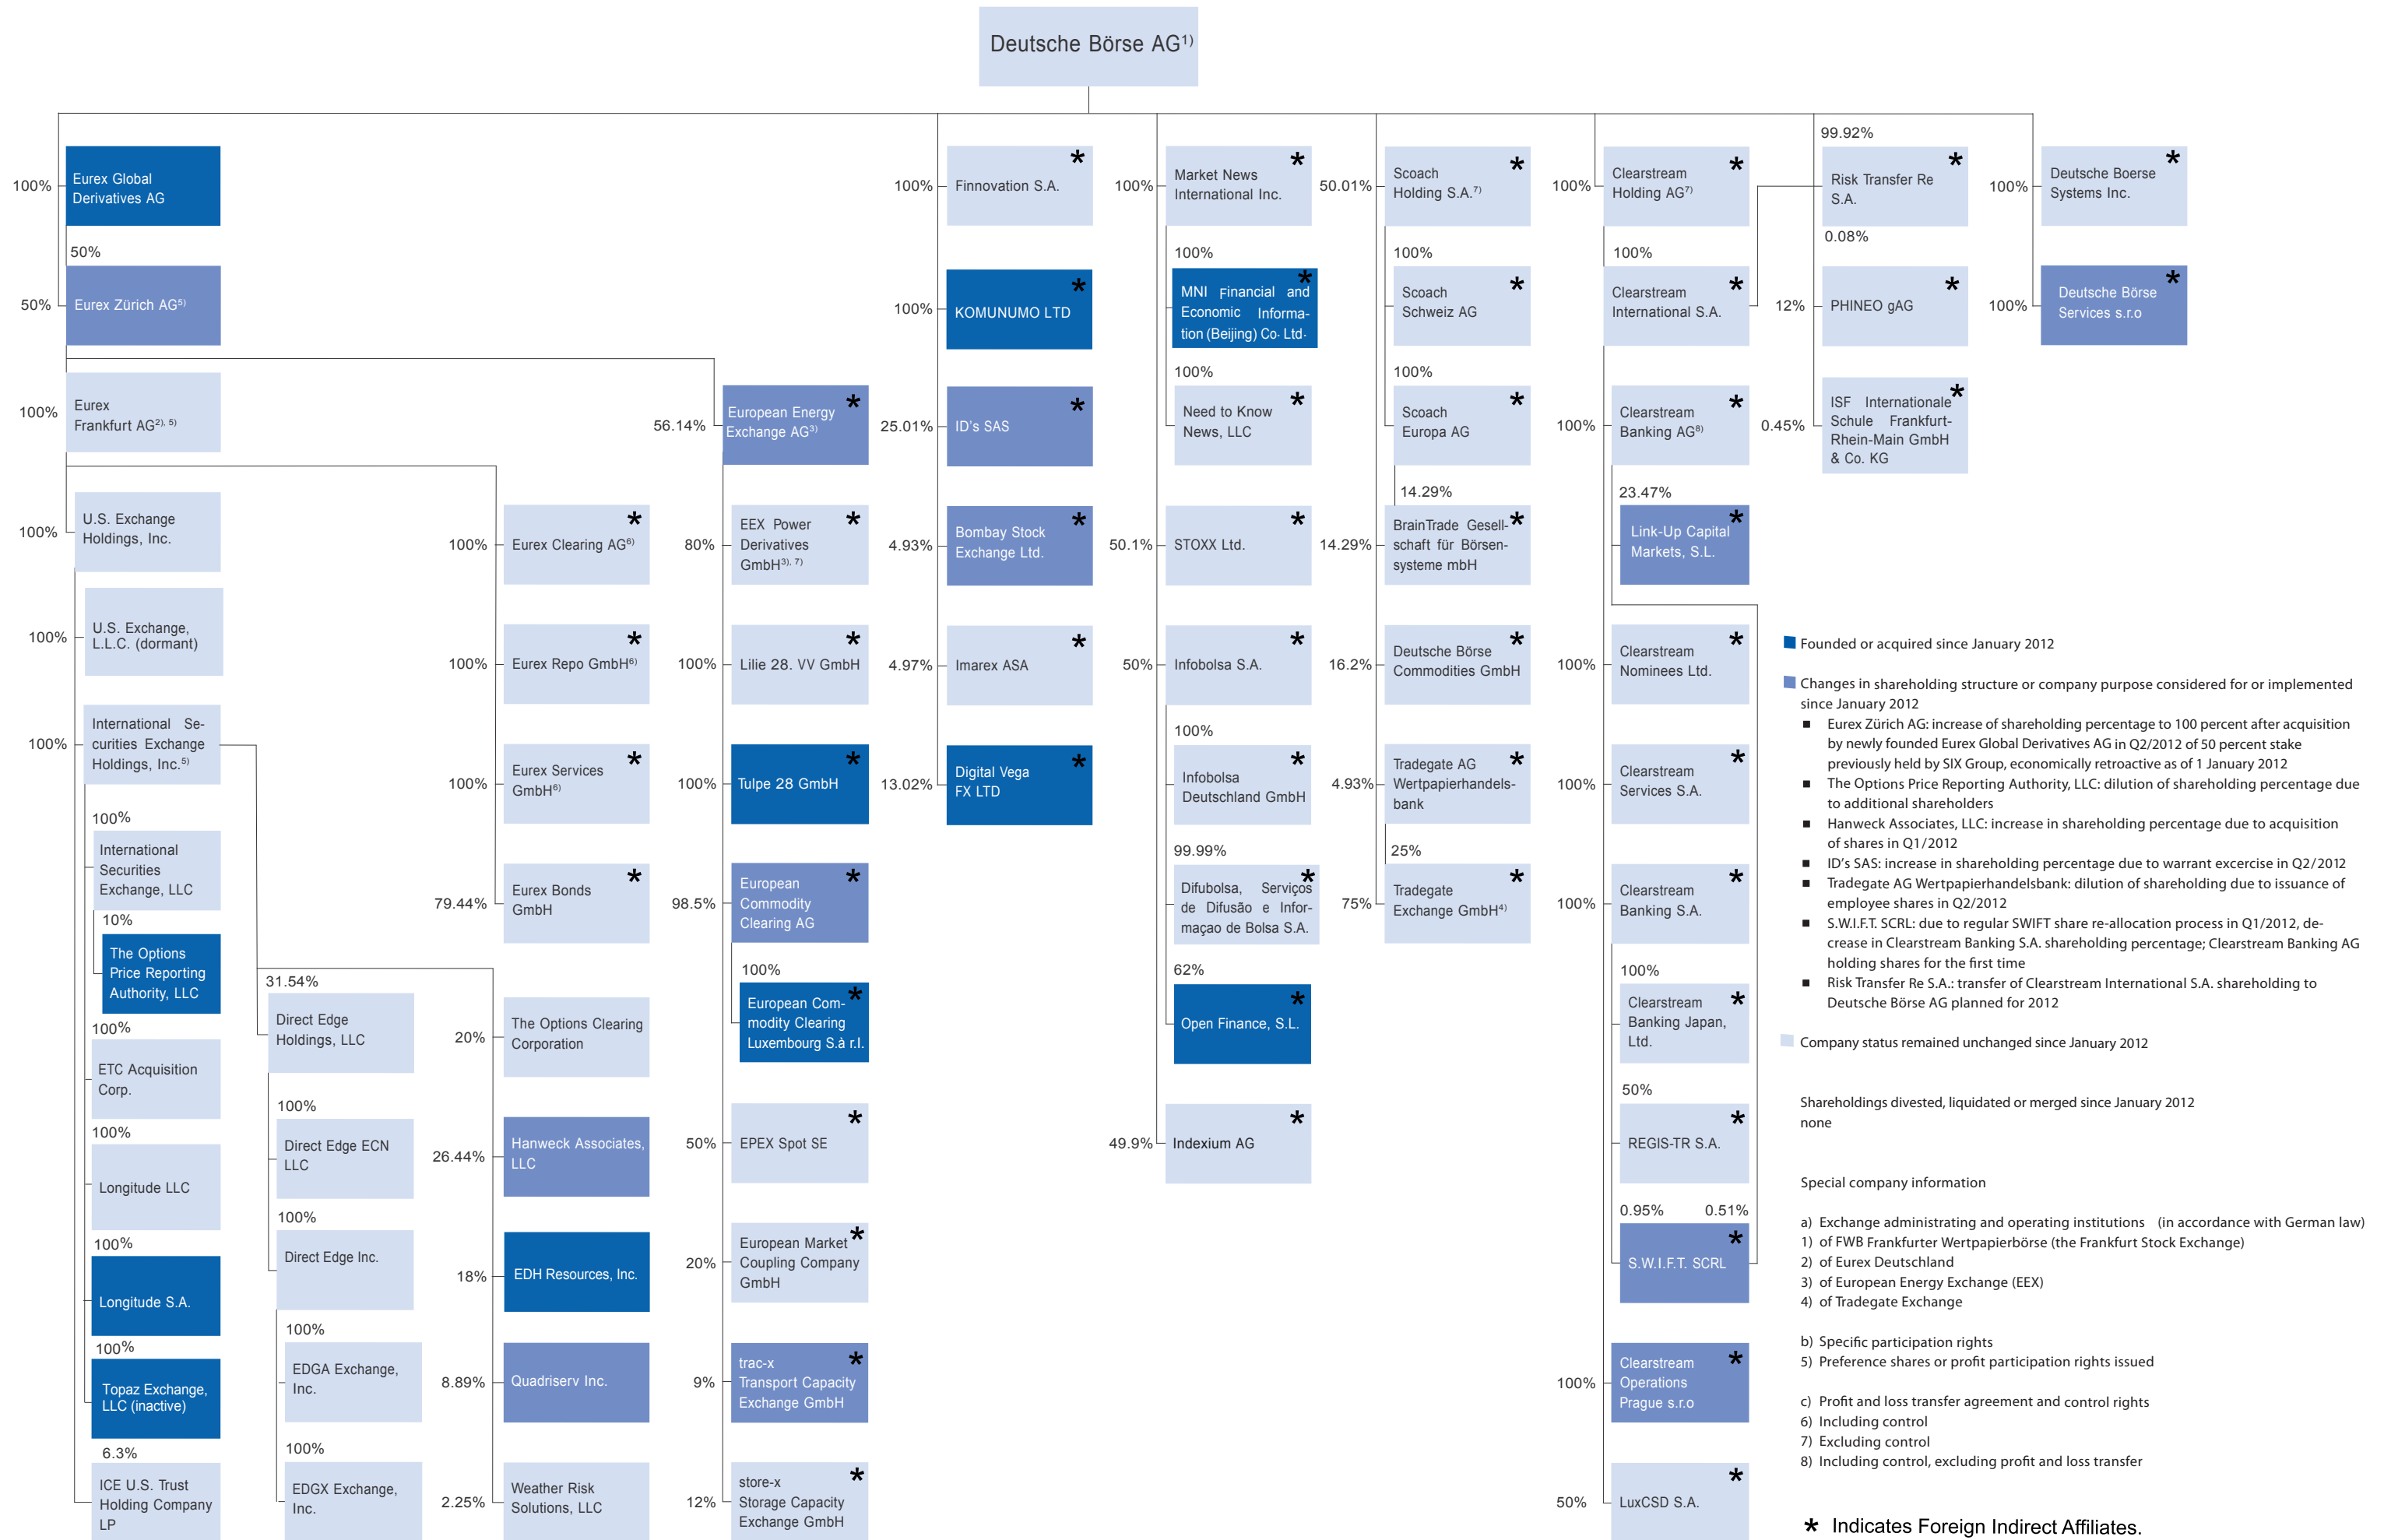 Deutsche Börse AG1)
100%
Eurex Global
Derivatives AG
50%
50%
Eurex Zürich AG5)
100%
Eurex
Frankfurt AG2), 5)
100%
U.S. Exchange
Holdings, Inc.
100%
U.S. Exchange,
L.L.C. (dormant)
100%
International Se-
curities Exchange
Holdings, Inc.5)
100%
International
Securities
Exchange, LLC
10%
The Options
Price Reporting
Authority, LLC
100%
ETC Acquisition
Corp.
100%
Longitude LLC
100%
Longitude S.A.
100%
Topaz Exchange,
LLC (inactive)
6.3%
ICE U.S. Trust
Holding Company
LP
31.54%
Direct Edge
Holdings, LLC
100%
Direct Edge ECN
LLC
100%
Direct Edge Inc.
100%
EDGA Exchange,
Inc.
100%
EDGX Exchange,
Inc.
100%
Eurex Clearing AG6)
*
100%
Eurex Repo GmbH6)
*
100%
Eurex Services
GmbH6)
*
79.44%
Eurex Bonds
GmbH
*
20%
The Options Clearing
Corporation
26.44%
Hanweck Associates,
LLC
18%
EDH Resources, Inc.
8.89%
Quadriserv Inc.
2.25%
Weather Risk
Solutions, LLC
56.14%
European Energy
Exchange AG3)
*
80%
EEX Power
Derivatives
GmbH3), 7)
*
100%
Lilie 28. VV GmbH
*
100%
Tulpe 28 GmbH
*
98.5%
European
Commodity
Clearing AG
*
100%
European Com-
modity Clearing
Luxembourg S.à r.l.
*
50%
EPEX Spot SE
*
20%
European Market
Coupling Company
GmbH
*
9%
trac-x
Transport Capacity
Exchange GmbH
*
12%
store-x
Storage Capacity
Exchange GmbH
*
100%
Finnovation S.A.
*
100%
KOMUNUMO LTD
*
25.01%
ID's SAS
*
4.93%
Bombay Stock
Exchange Ltd.
*
4.97%
Imarex ASA
*
13.02%
Digital Vega
FX LTD
*
100%
Market News
International Inc.
*
100%
MNI Financial and
Economic Informa-
tion (Beijing) Co. Ltd.
*
100%
Need to Know
News, LLC
*
50.1%
STOXX Ltd.
*
50%
Infobolsa S.A.
*
100%
Infobolsa
Deutschland GmbH
*
99.99%
Difubolsa, Serviços
de Difusão e Infor-
maçao de Bolsa S.A.
*
62%
Open Finance, S.L.
*
49.9%
Indexium AG
*
50.01%
Scoach
Holding S.A.7)
*
100%
Scoach
Schweiz AG
*
100%
Scoach
Europa AG
*
14.29%
14.29%
BrainTrade Gesell-
schaft für Börsen-
systeme mbH
*
16.2%
Deutsche Börse
Commodities GmbH
*
4.93%
Tradegate AG
Wertpapierhandels-
bank
*
25%
75%
Tradegate
Exchange GmbH4)
*
100%
Clearstream
Holding AG7)
*
100%
Clearstream
International S.A.
*
100%
Clearstream
Banking AG8)
*
23.47%
Link-Up Capital
Markets, S.L.
*
100%
Clearstream
Nominees Ltd.
*
100%
Clearstream
Services S.A.
*
100%
Clearstream
Banking S.A.
*
100%
Clearstream
Banking Japan,
Ltd.
*
50%
REGIS-TR S.A.
*
0.95% 0.51%
S.W.I.F.T. SCRL
*
100%
Clearstream
Operations
Prague s.r.o
*
50%
LuxCSD S.A.
*
99.92%
Risk Transfer Re
S.A.
*
0.08%
12%
PHINEO gAG
*
0.45%
ISF Internationale
Schule Frankfurt-
Rhein-Main GmbH
& Co. KG
*
100%
Deutsche Boerse
Systems Inc.
*
100%
Deutsche Börse
Services s.r.o
*
Founded or acquired since January 2012
Changes in shareholding structure or company purpose considered for or implemented
since January 2012
■ Eurex Zürich AG: increase of shareholding percentage to 100 percent after acquisition
by newly founded Eurex Global Derivatives AG in Q2/2012 of 50 percent stake
previously held by SIX Group, economically retroactive as of 1 January 2012
■ The Options Price Reporting Authority, LLC: dilution of shareholding percentage due
to additional shareholders
■ Hanweck Associates, LLC: increase in shareholding percentage due to acquisition
of shares in Q1/2012
■ ID's SAS: increase in shareholding percentage due to warrant excercise in Q2/2012
■ Tradegate AG Wertpapierhandelsbank: dilution of shareholding due to issuance of
employee shares in Q2/2012
■ S.W.I.F.T. SCRL: due to regular SWIFT share re-allocation process in Q1/2012, de-
crease in Clearstream Banking S.A. shareholding percentage; Clearstream Banking AG
holding shares for the first time
■ Risk Transfer Re S.A.: transfer of Clearstream International S.A. shareholding to
Deutsche Börse AG planned for 2012
Company status remained unchanged since January 2012
Shareholdings divested, liquidated or merged since January 2012
none
Special company information
a) Exchange administrating and operating institutions (in accordance with German law)
1) of FWB Frankfurter Wertpapierbörse (the Frankfurt Stock Exchange)
2) of Eurex Deutschland
3) of European Energy Exchange (EEX)
4) of Tradegate Exchange
b) Specific participation rights
5) Preference shares or profit participation rights issued
c) Profit and loss transfer agreement and control rights
6) Including control
7) Excluding control
8) Including control, excluding profit and loss transfer
* Indicates Foreign Indirect Affiliates.